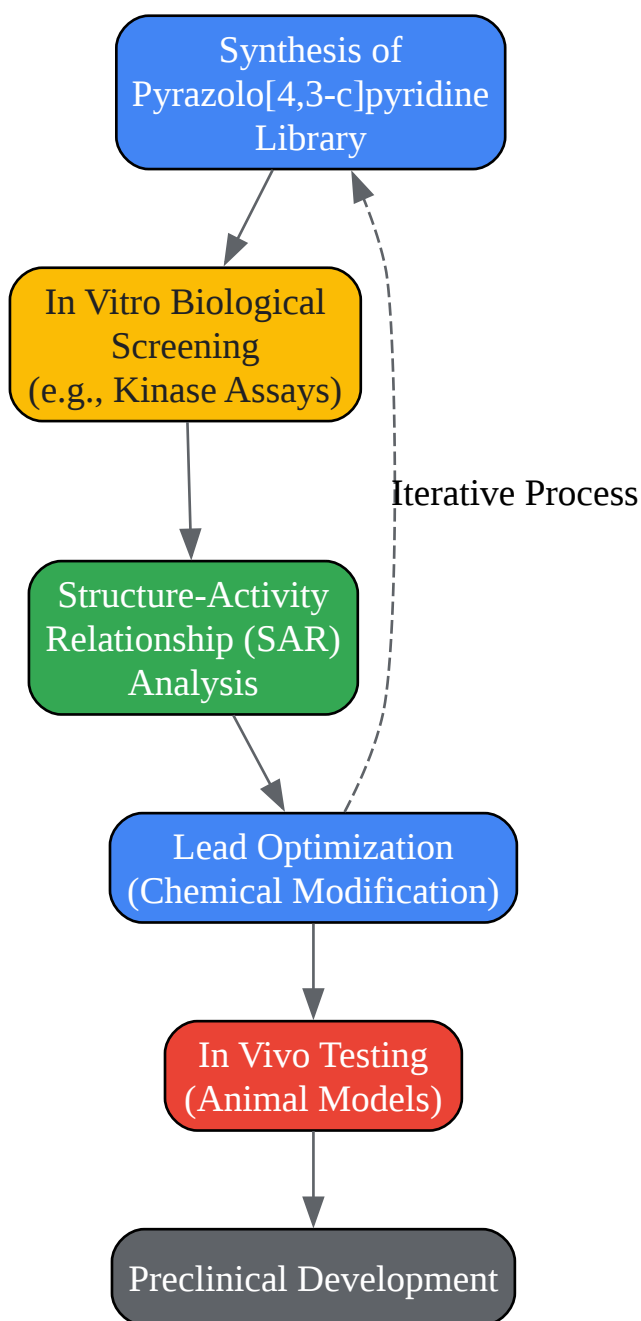 Synthesis of
Pyrazolo[4,3-c]pyridine
Library
In Vitro Biological
Screening
(e.g., Kinase Assays)
Iterative Process
Structure-Activity
Relationship (SAR)
Analysis
Lead Optimization
(Chemical Modification)
In Vivo Testing
(Animal Models)
Preclinical Development